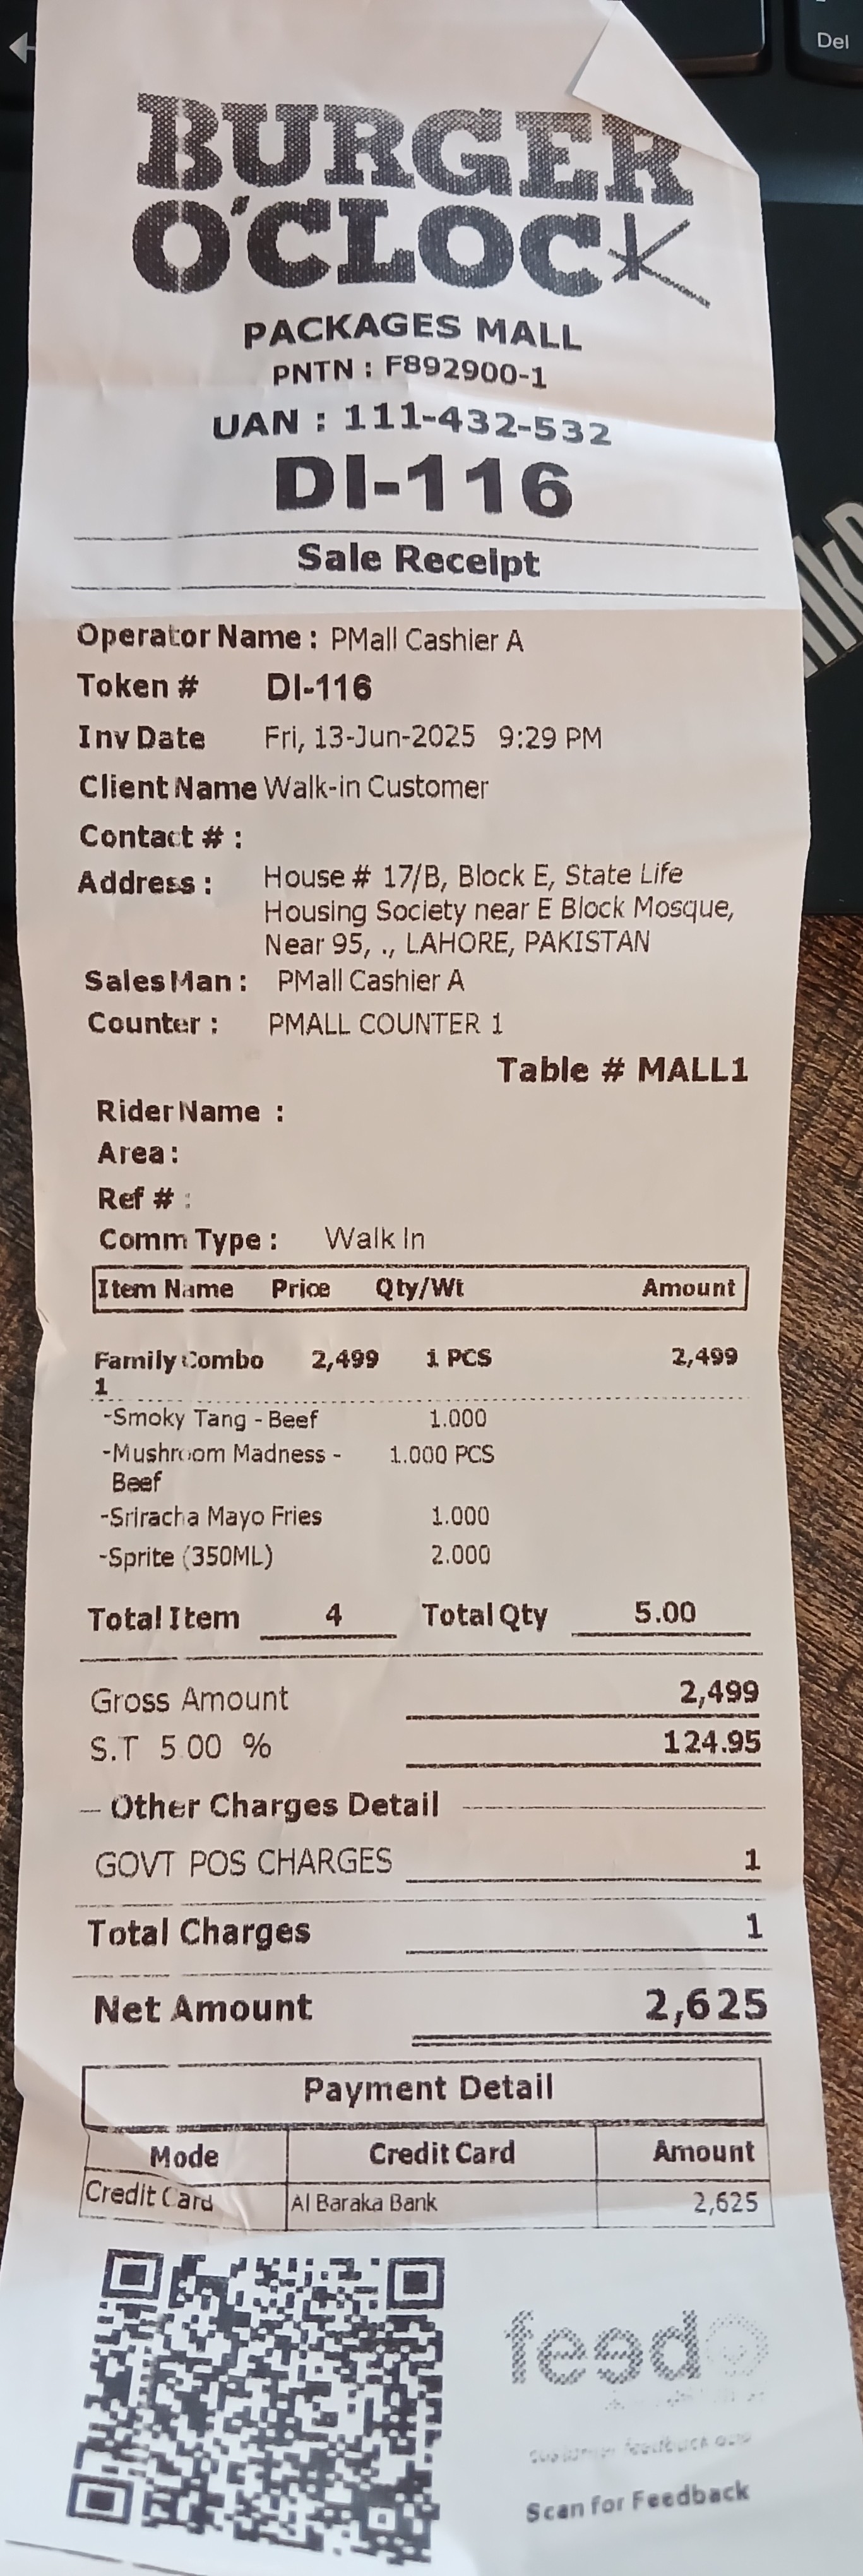 Del
BURGER
O'CLOCK
PACKAGES MALL
PNTN : F892900-1
UAN : 111-432-532
DI-116
Sale Receipt
Operator Name : PMall Cashier A
Token # DI-116
Inv Date Fri, 13-Jun-2025 9:29 PM
Client Name Walk-in Customer
Contact # :
Address : House # 17/B, Block E, State Life
Housing Society near E Block Mosque,
Near 95, ., LAHORE, PAKISTAN
Sales Man : PMall Cashier A
Counter : PMALL COUNTER 1
Table # MALL1
Rider Name :
Area :
Ref # :
Comm Type : Walk In
Item Name Price Qty/Wt Amount
Family Combo 2,499 1 PCS 2,499
1
-Smoky Tang - Beef 1.000
-Mushroom Madness - 1.000 PCS
Beef
-Sriracha Mayo Fries 1.000
-Sprite (350ML) 2.000
Total Item 4 Total Qty 5.00
Gross Amount 2,499
S.T 5.00 % 124.95
Other Charges Detail
GOVT POS CHARGES 1
Total Charges 1
Net Amount 2,625
Payment Detail
Mode Credit Card Amount
Credit Card Al Baraka Bank 2,625
feedo
customer feedback
Scan for Feedback